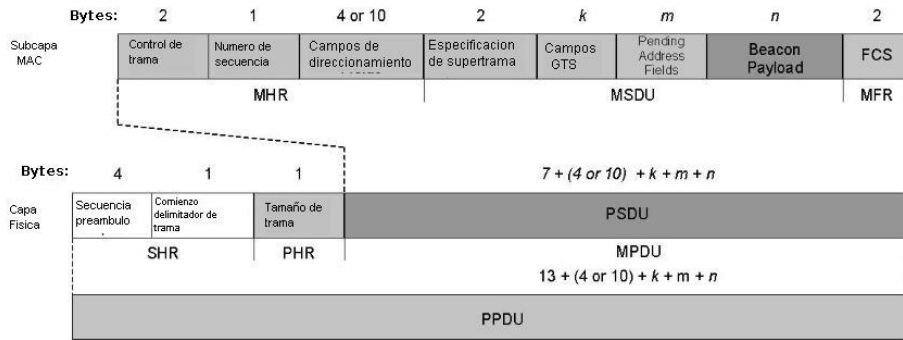 Bytes: 2 1 4 or 10 2 k m n 2
Subcapa MAC
Control de trama
Numero de secuencia
Campos de direccionamiento
Especificacion de supertrama
Campos GTS
Pending Address Fields
Beacon Payload
FCS
MHR MSDU MFR
Bytes: 4 1 1 7 + (4 or 10) + k + m + n
Capa Fisica
Secuencia preambulo
Comienzo delimitador de trama
Tamaño de trama
PSDU
SHR PHR MPDU
13 + (4 or 10) + k + m + n
PPDU